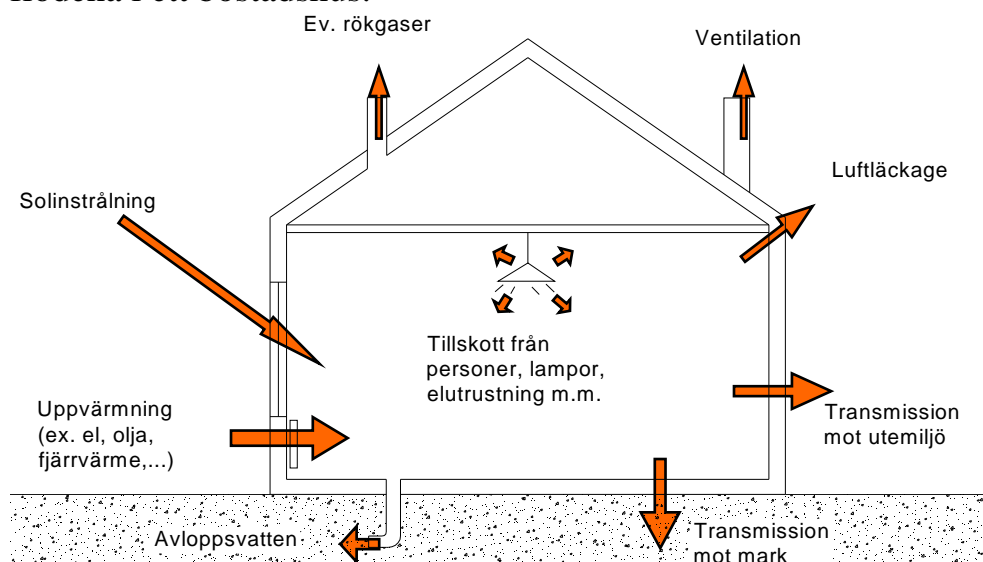 Ev. rökgaser
Ventilation
Luftläckage
Solinstrålning
Tillskott från
personer, lampor,
elutrustning m.m.
Uppvärmning
(ex. el, olja,
fjärrvärme,...)
Transmission
mot utemiljö
Avloppsvatten
Transmission
mot mark